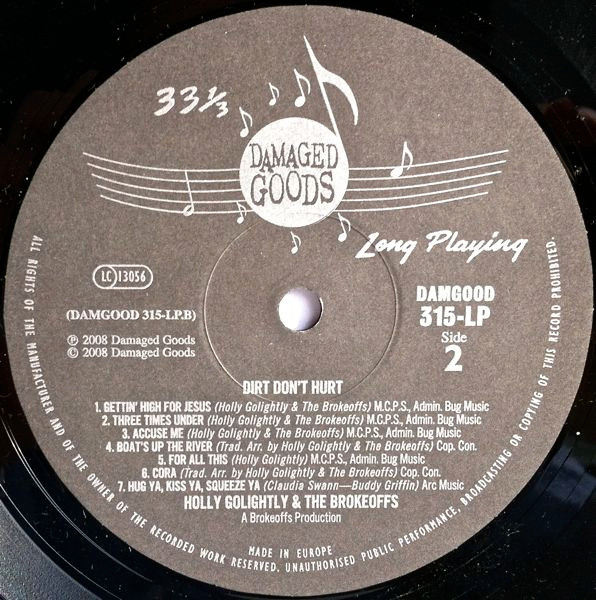 33⅓
DAMAGED
GOODS
Long Playing
LC 13056
(DAMGOOD 315-LP.B)
℗ 2008 Damaged Goods
© 2008 Damaged Goods
DAMGOOD
315-LP
Side
2
DIRT DON'T HURT
1. GETTIN' HIGH FOR JESUS (Holly Golightly & The Brokeoffs) M.C.P.S., Admin. Bug Music
2. THREE TIMES UNDER (Holly Golightly & The Brokeoffs) M.C.P.S., Admin. Bug Music
3. ACCUSE ME (Holly Golightly & The Brokeoffs) M.C.P.S., Admin. Bug Music
4. BOAT'S UP THE RIVER (Trad. Arr. by Holly Golightly & The Brokeoffs) Cop. Con.
5. FOR ALL THIS (Holly Golightly) M.C.P.S., Admin. Bug Music
6. CORA (Trad. Arr. by Holly Golightly & The Brokeoffs) Cop. Con.
7. HUG YA, KISS YA, SQUEEZE YA (Claudia Swann—Buddy Griffin) Arc Music
HOLLY GOLIGHTLY & THE BROKEOFFS
A Brokeoffs Production
MADE IN EUROPE
ALL RIGHTS OF THE MANUFACTURER AND OF THE OWNER OF THE RECORDED WORK RESERVED. UNAUTHORISED PUBLIC PERFORMANCE, BROADCASTING OR COPYING OF THIS RECORD PROHIBITED.